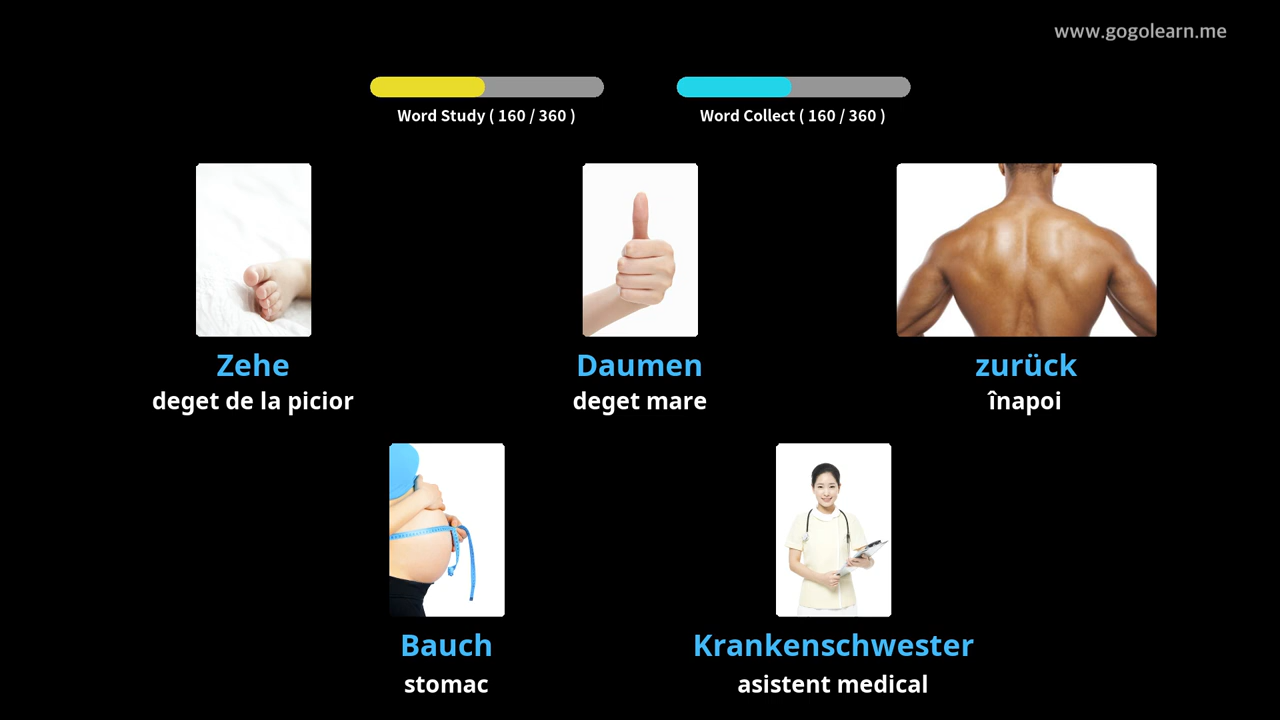 www.gogolearn.me
Word Study ( 160 / 360 )
Word Collect ( 160 / 360 )
Zehe
deget de la picior
Daumen
deget mare
zurück
înapoi
Bauch
stomac
Krankenschwester
asistent medical